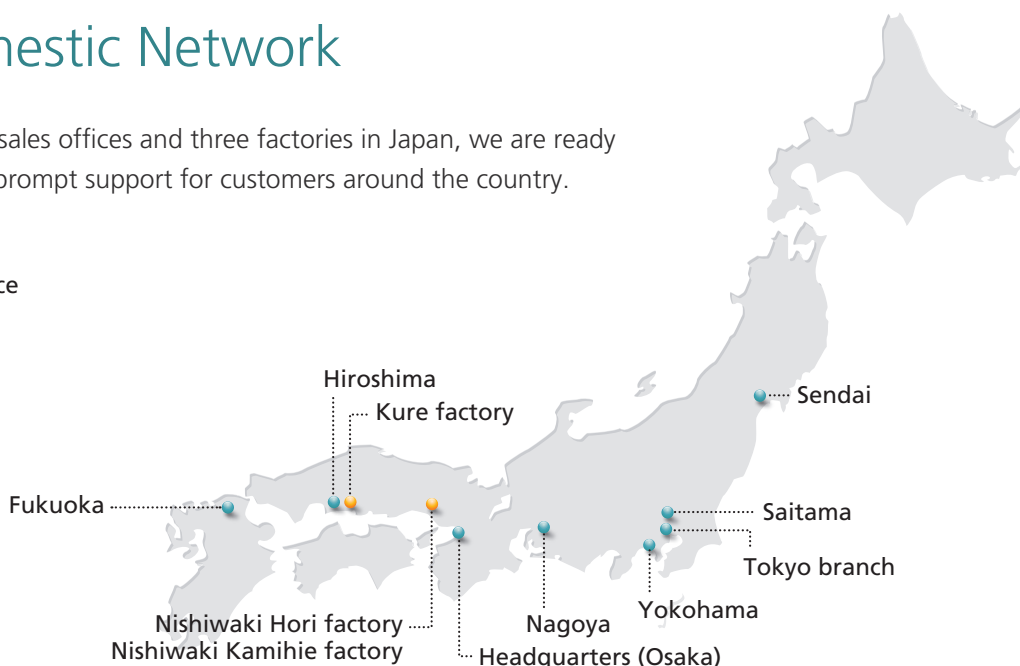 nestic Network
sales offices and three factories in Japan, we are ready
prompt support for customers around the country.
ce
Hiroshima
Kure factory
Sendai
Fukuoka
Saitama
Tokyo branch
Yokohama
Nishiwaki Hori factory
Nagoya
Nishiwaki Kamihie factory
Headquarters (Osaka)